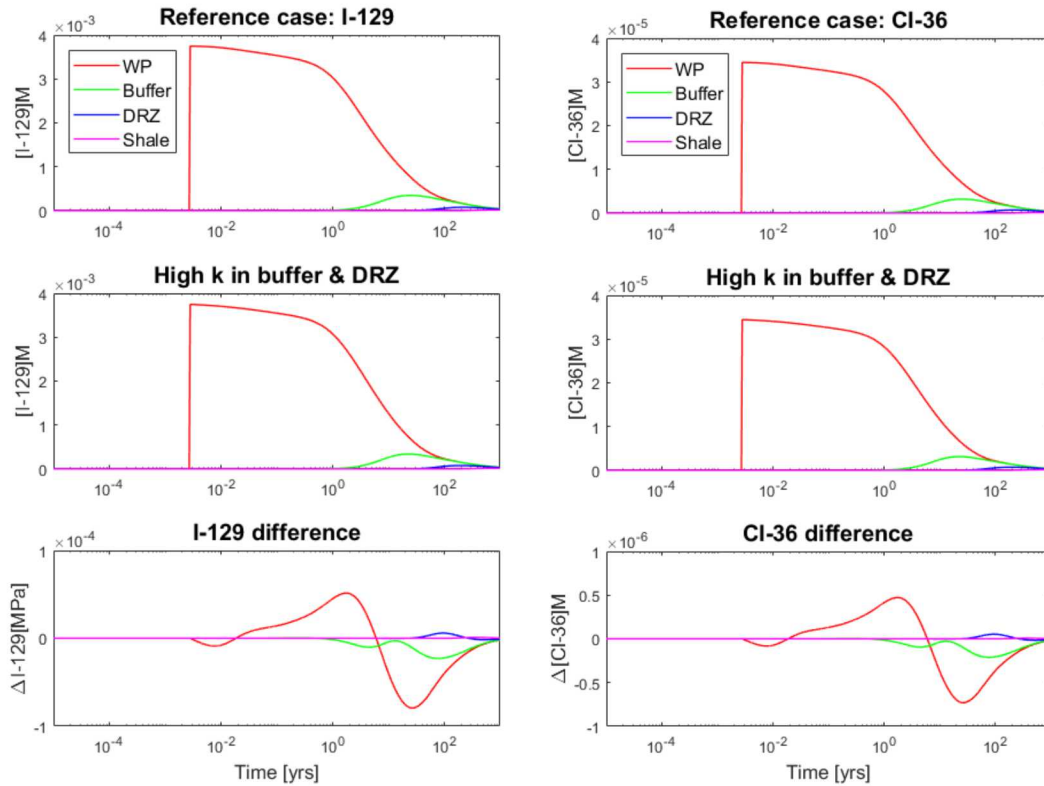 Reference case: I-129
×10⁻³
4
3
2
1
0
[I-129]M
WP
Buffer
DRZ
Shale
10⁻⁴
10⁻²
10⁰
10²
Reference case: Cl-36
×10⁻⁵
4
2
0
[Cl-36]M
WP
Buffer
DRZ
Shale
10⁻⁴
10⁻²
10⁰
10²
High k in buffer & DRZ
×10⁻³
4
3
2
1
0
[I-129]M
10⁻⁴
10⁻²
10⁰
10²
High k in buffer & DRZ
×10⁻⁵
4
2
0
[Cl-36]M
10⁻⁴
10⁻²
10⁰
10²
I-129 difference
×10⁻⁴
1
0
-1
ΔI-129[MPa]
10⁻⁴
10⁻²
10⁰
10²
Time [yrs]
Cl-36 difference
×10⁻⁶
1
0.5
0
-0.5
-1
Δ[Cl-36]M
10⁻⁴
10⁻²
10⁰
10²
Time [yrs]